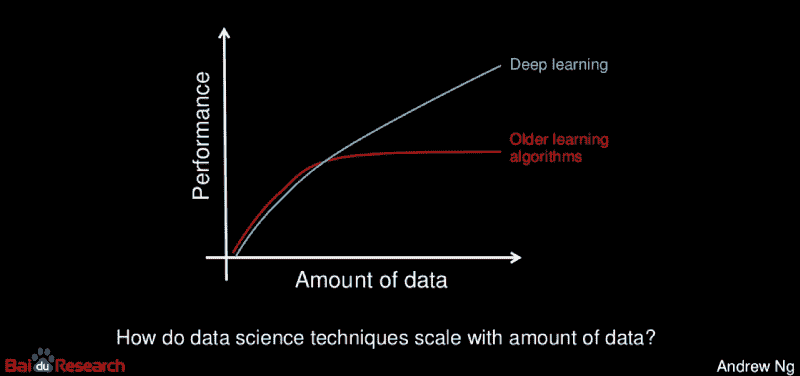 Performance
Deep learning
Older learning
algorithms
Amount of data
How do data science techniques scale with amount of data?
Bai du Research
Andrew Ng